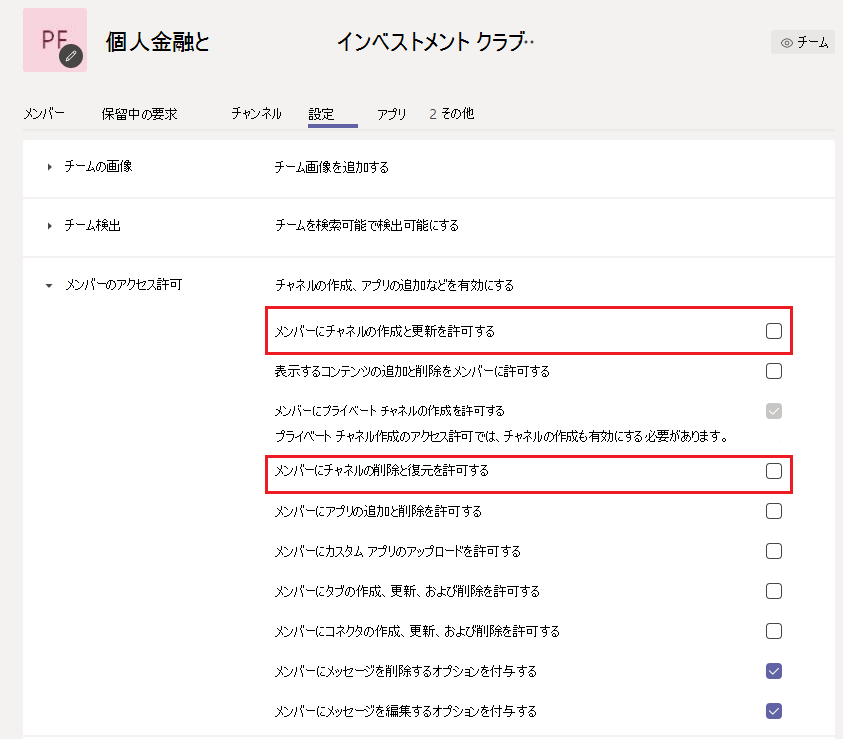 PF 個人金融と インベストメント クラブ··
チーム
メンバー 保留中の要求 チャンネル 設定 アプリ 2 その他
チームの画像 チーム画像を追加する
チーム検出 チームを検索可能で検出可能にする
メンバーのアクセス許可 チャネルの作成、アプリの追加などを有効にする
メンバーにチャネルの作成と更新を許可する
表示するコンテンツの追加と削除をメンバーに許可する
メンバーにプライベート チャネルの作成を許可する
プライベート チャネル作成のアクセス許可では、チャネルの作成も有効にする必要があります。
メンバーにチャネルの削除と復元を許可する
メンバーにアプリの追加と削除を許可する
メンバーにカスタム アプリのアップロードを許可する
メンバーにタブの作成、更新、および削除を許可する
メンバーにコネクタの作成、更新、および削除を許可する
メンバーにメッセージを削除するオプションを付与する
メンバーにメッセージを編集するオプションを付与する